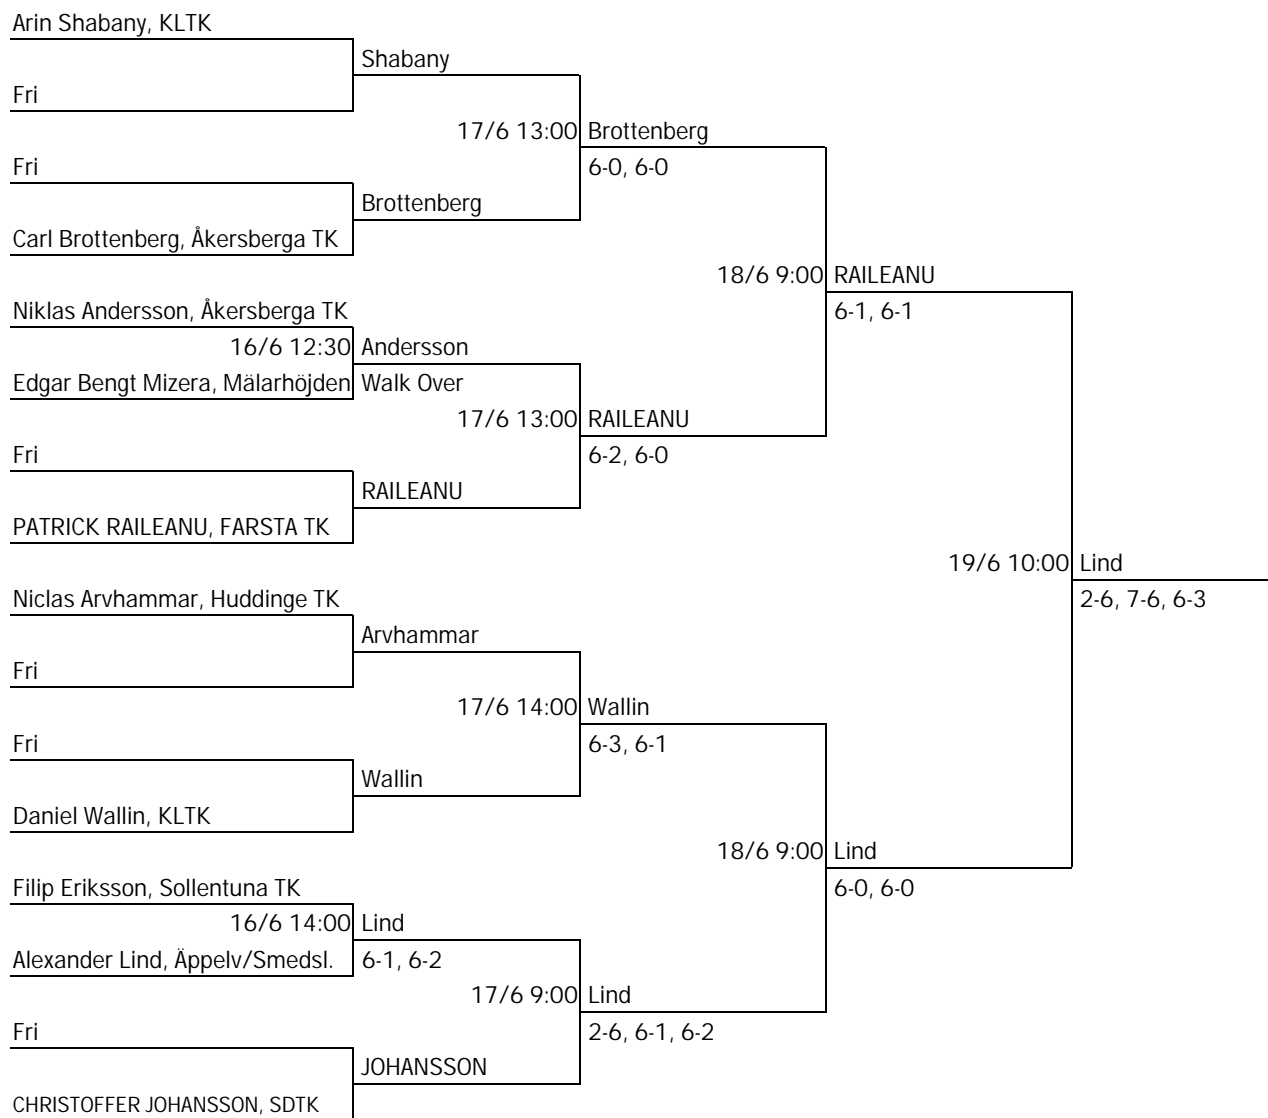 Arin Shabany, KLTK
Shabany
Fri
17/6 13:00 Brottenberg
Fri
6-0, 6-0
Brottenberg
Carl Brottenberg, Åkersberga TK
18/6 9:00 RAILEANU
Niklas Andersson, Åkersberga TK
6-1, 6-1
16/6 12:30 Andersson
Edgar Bengt Mizera, Mälarhöjden Walk Over
17/6 13:00 RAILEANU
Fri
6-2, 6-0
RAILEANU
PATRICK RAILEANU, FARSTA TK
19/6 10:00 Lind
Niclas Arvhammar, Huddinge TK
2-6, 7-6, 6-3
Arvhammar
Fri
17/6 14:00 Wallin
Fri
6-3, 6-1
Wallin
Daniel Wallin, KLTK
18/6 9:00 Lind
Filip Eriksson, Sollentuna TK
6-0, 6-0
16/6 14:00 Lind
Alexander Lind, Äppelv/Smedsl. 6-1, 6-2
17/6 9:00 Lind
Fri
2-6, 6-1, 6-2
JOHANSSON
CHRISTOFFER JOHANSSON, SDTK